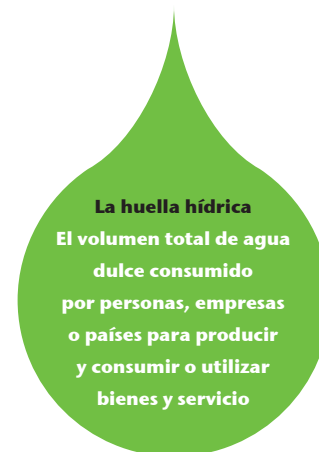 La huella hídrica
El volumen total de agua
dulce consumido
por personas, empresas
o países para producir
y consumir o utilizar
bienes y servicio